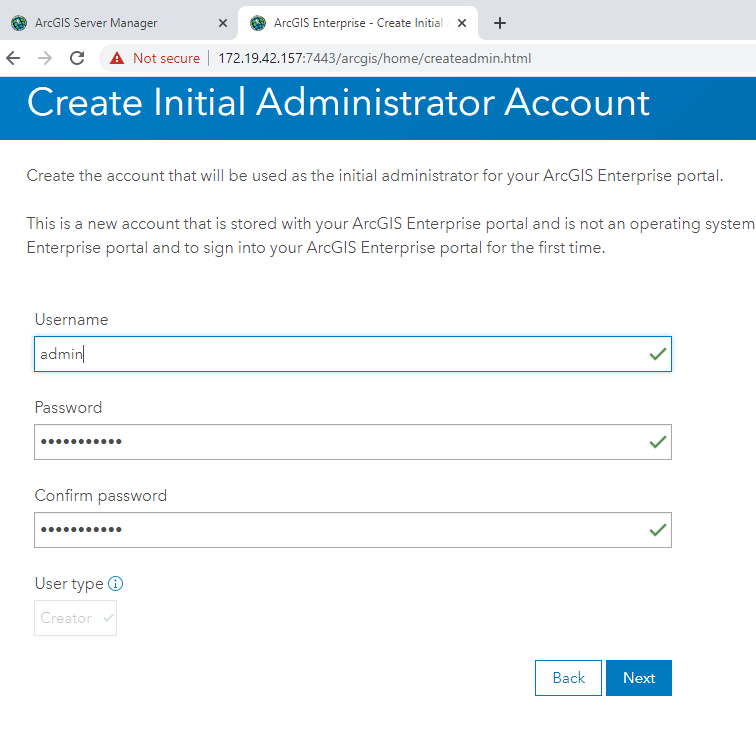 ArcGIS Server Manager
ArcGIS Enterprise - Create Initial
Not secure
172.19.42.157:7443/arcgis/home/createadmin.html
Create Initial Administrator Account
Create the account that will be used as the initial administrator for your ArcGIS Enterprise portal.
This is a new account that is stored with your ArcGIS Enterprise portal and is not an operating system
Enterprise portal and to sign into your ArcGIS Enterprise portal for the first time.
Username
admin
Password
•••••••••••
Confirm password
•••••••••••
User type
Creator
Back
Next